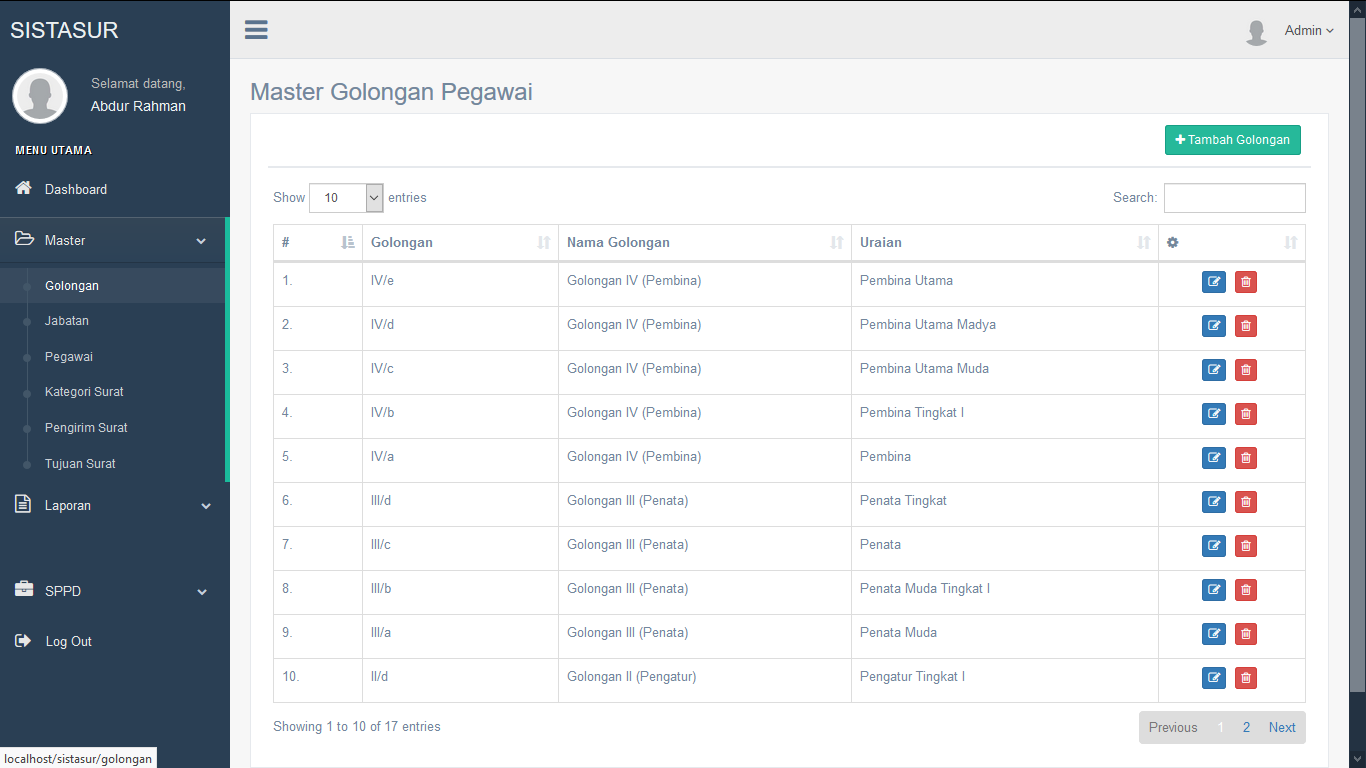 SISTASUR
Admin
Selamat datang,
Abdur Rahman
MENU UTAMA
Dashboard
Master
Golongan
Jabatan
Pegawai
Kategori Surat
Pengirim Surat
Tujuan Surat
Laporan
SPPD
Log Out
Master Golongan Pegawai
Tambah Golongan
Show 10 entries
Search:
# Golongan Nama Golongan Uraian
1. IV/e Golongan IV (Pembina) Pembina Utama
2. IV/d Golongan IV (Pembina) Pembina Utama Madya
3. IV/c Golongan IV (Pembina) Pembina Utama Muda
4. IV/b Golongan IV (Pembina) Pembina Tingkat I
5. IV/a Golongan IV (Pembina) Pembina
6. III/d Golongan III (Penata) Penata Tingkat
7. III/c Golongan III (Penata) Penata
8. III/b Golongan III (Penata) Penata Muda Tingkat I
9. III/a Golongan III (Penata) Penata Muda
10. II/d Golongan II (Pengatur) Pengatur Tingkat I
Showing 1 to 10 of 17 entries
Previous 1 2 Next
localhost/sistasur/golongan